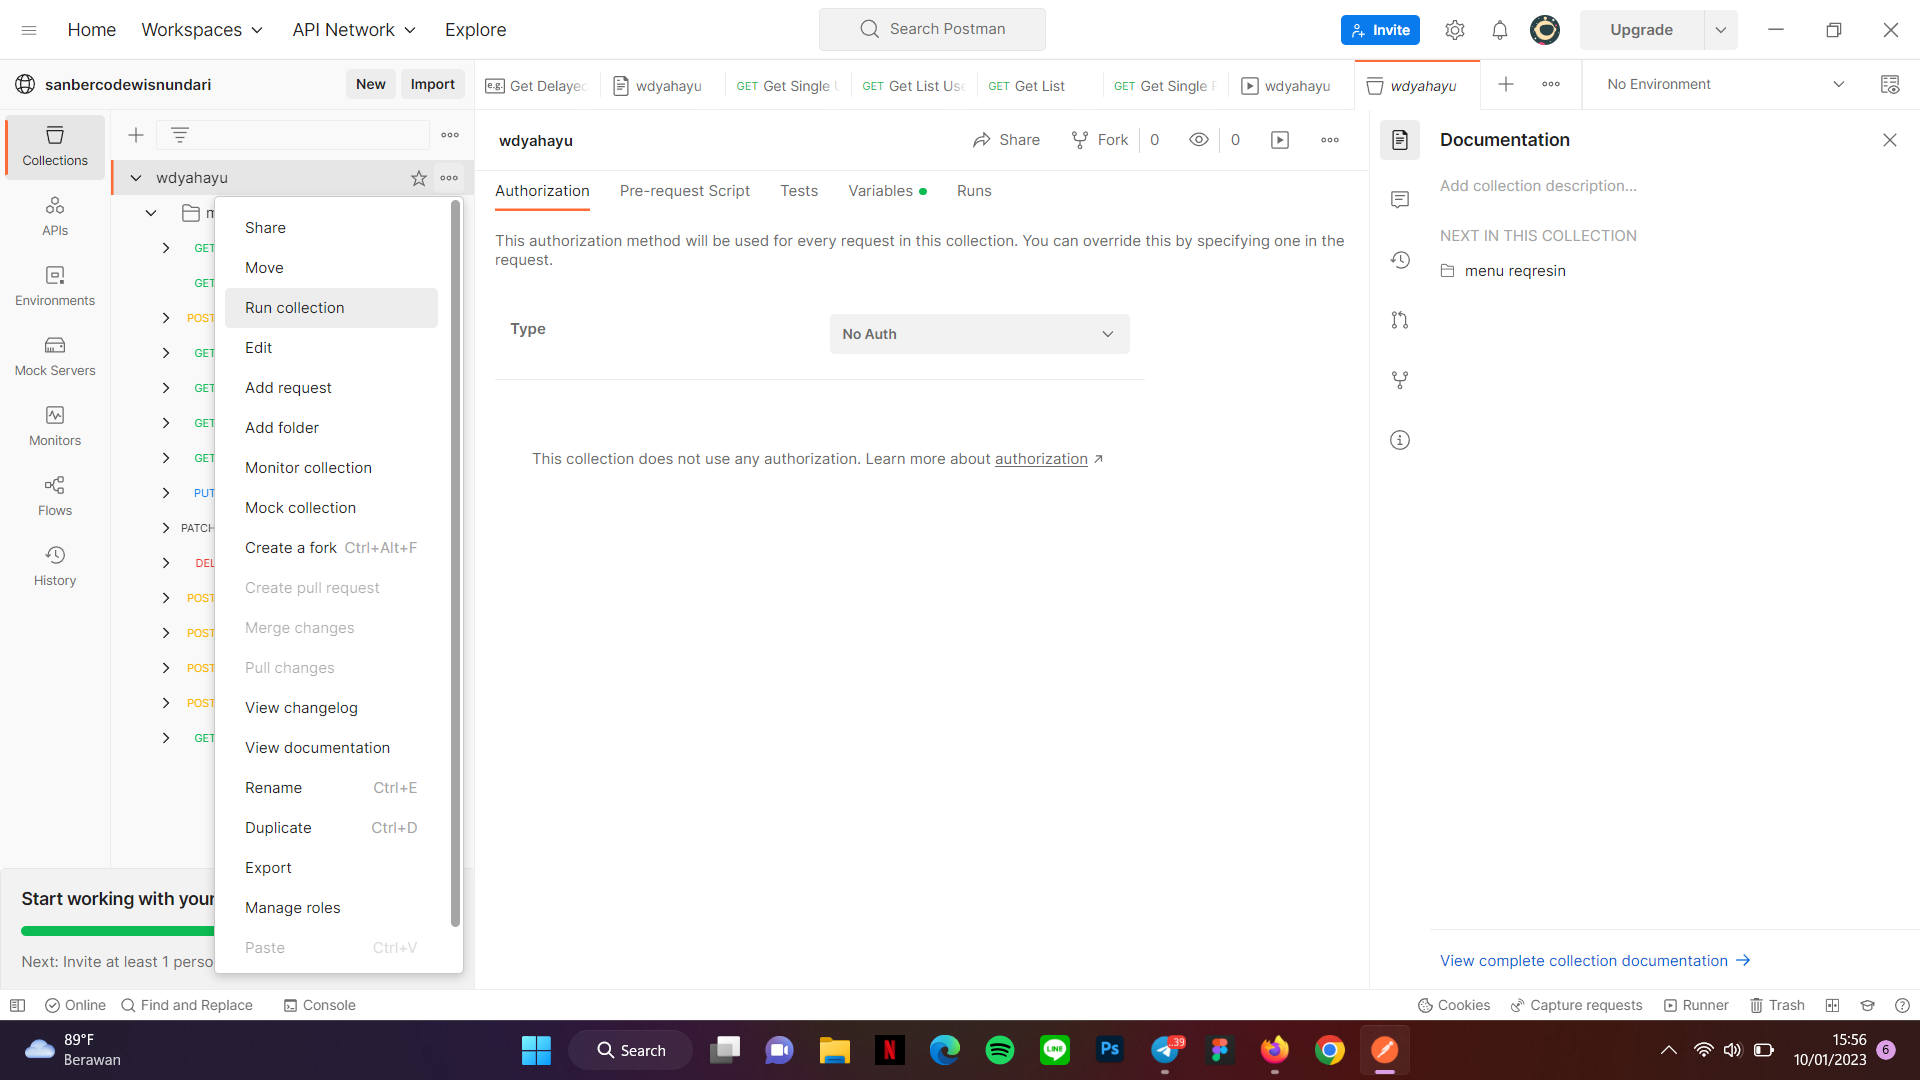 Home Workspaces API Network Explore Search Postman Invite Upgrade
sanbercodewisnundari New Import
e.g. Get Delayed wdyahayu GET Get Single GET Get List Use GET Get List GET Get Single wdyahayu wdyahayu No Environment
Collections
APIs
Environments
Mock Servers
Monitors
Flows
History
wdyahayu
GET
GET
POST
GET
GET
GET
GET
PUT
PATCH
DEL
POST
POST
POST
POST
GET
Share
Move
Run collection
Edit
Add request
Add folder
Monitor collection
Mock collection
Create a fork Ctrl+Alt+F
Create pull request
Merge changes
Pull changes
View changelog
View documentation
Rename Ctrl+E
Duplicate Ctrl+D
Export
Manage roles
Paste Ctrl+V
Start working with your
Next: Invite at least 1 perso
wdyahayu Share Fork 0 0
Authorization Pre-request Script Tests Variables Runs
This authorization method will be used for every request in this collection. You can override this by specifying one in the
request.
Type No Auth
This collection does not use any authorization. Learn more about authorization ↗
Documentation
Add collection description...
NEXT IN THIS COLLECTION
menu reqresin
View complete collection documentation →
Online Find and Replace Console Cookies Capture requests Runner Trash
89°F
Berawan
Search
N
LINE
Ps
39
15:56
10/01/2023
6